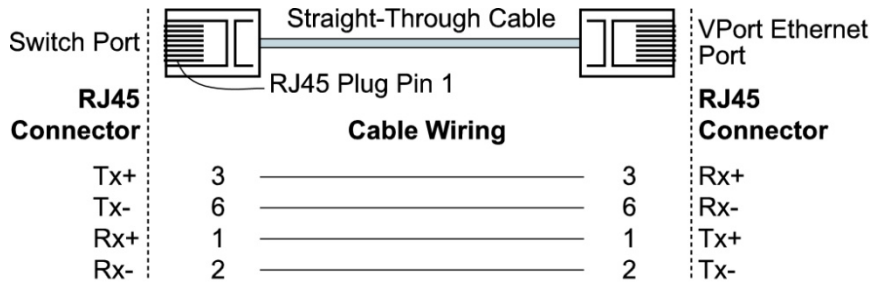 Straight-Through Cable
Switch Port
VPort Ethernet
Port
RJ45 Plug Pin 1
RJ45
Connector
Cable Wiring
RJ45
Connector
Tx+ 3 3 Rx+
Tx- 6 6 Rx-
Rx+ 1 1 Tx+
Rx- 2 2 Tx-